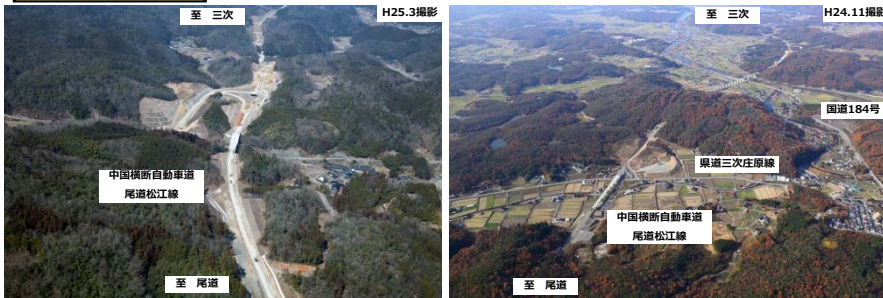 至 三次
H25.3撮影
中国横断自動車道
尾道松江線
至 尾道
至 三次
H24.11撮影
国道184号
県道三次庄原線
中国横断自動車道
尾道松江線
至 尾道